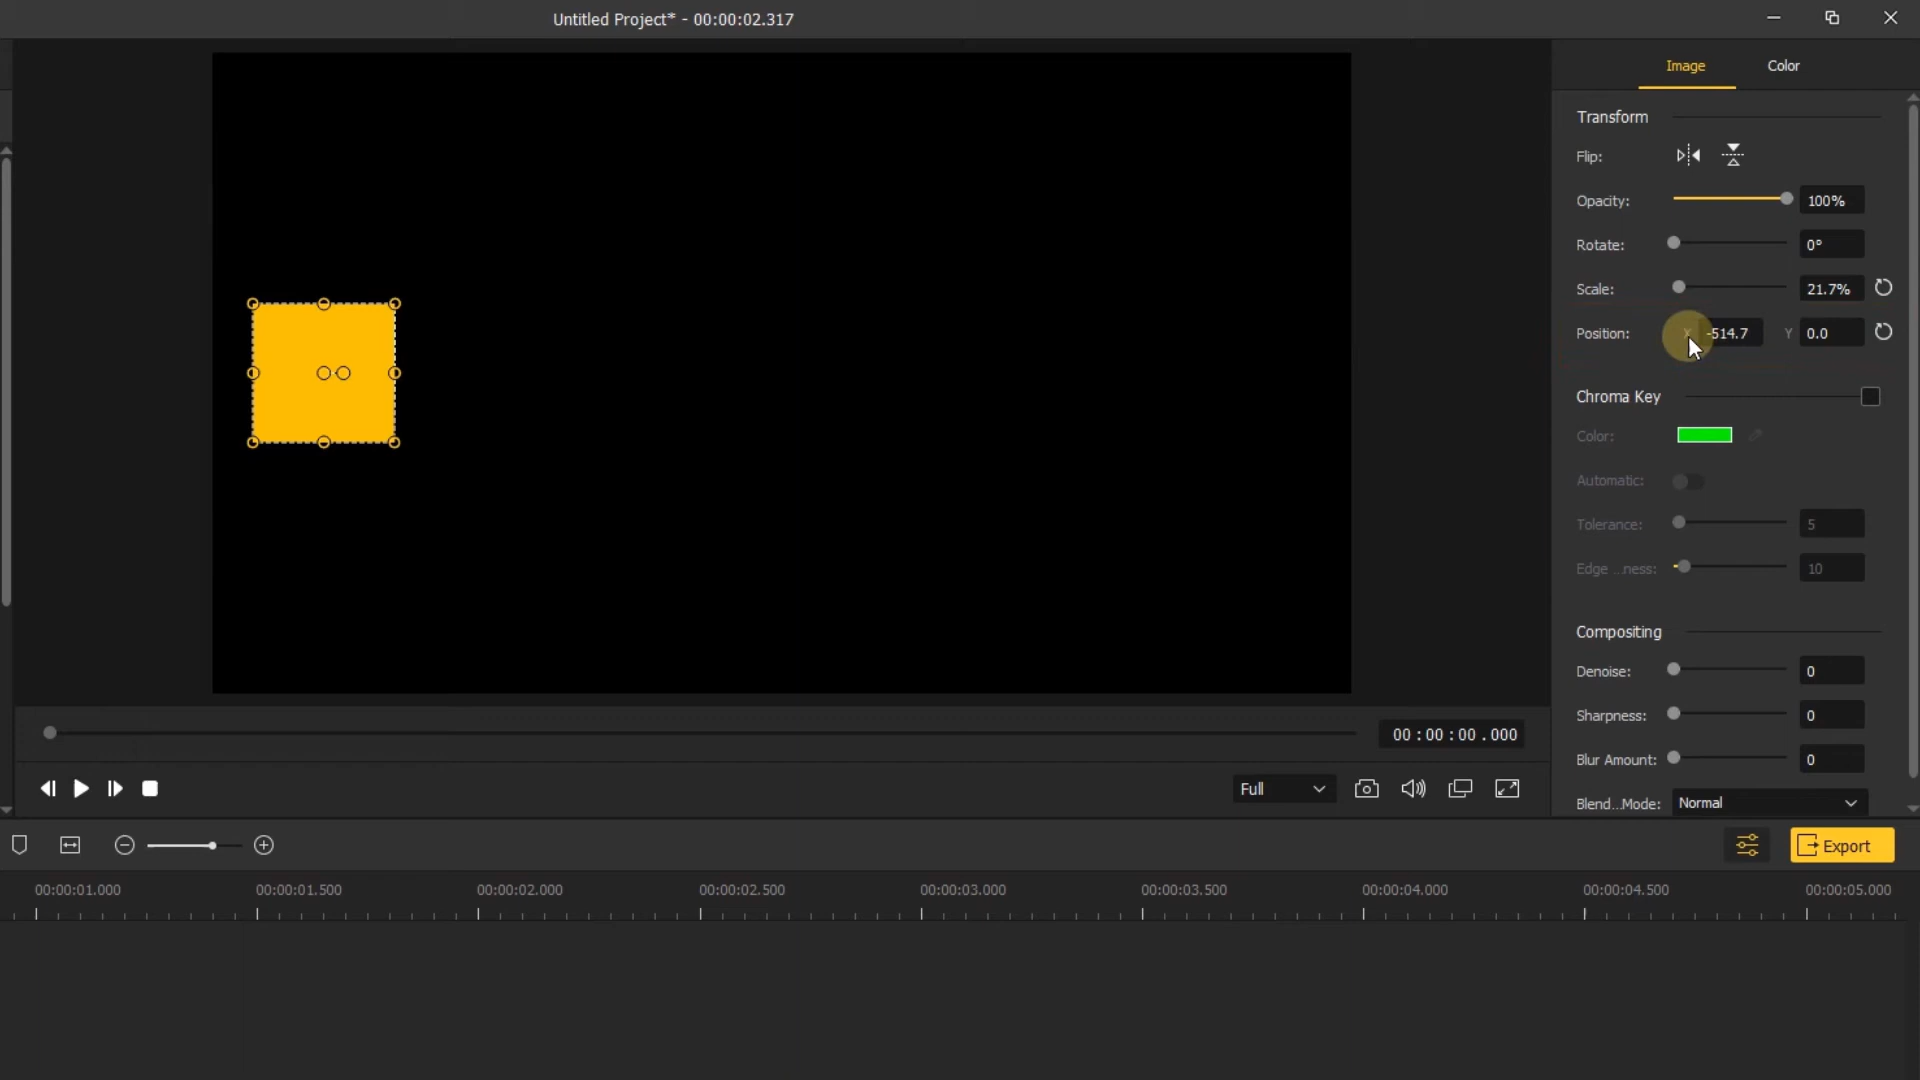 Untitled Project* - 00:00:02.317
Image
Color
Transform
Flip:
Opacity:
100%
Rotate:
0°
Scale:
21.7%
Position:
X
-514.7
Y
0.0
Chroma Key
Color:
Automatic:
Tolerance:
5
Edge ...ness:
10
Compositing
Denoise:
0
Sharpness:
0
Blur Amount:
0
Blend...Mode:
Normal
00:00:00.000
Full
Export
00:00:01.000
00:00:01.500
00:00:02.000
00:00:02.500
00:00:03.000
00:00:03.500
00:00:04.000
00:00:04.500
00:00:05.000